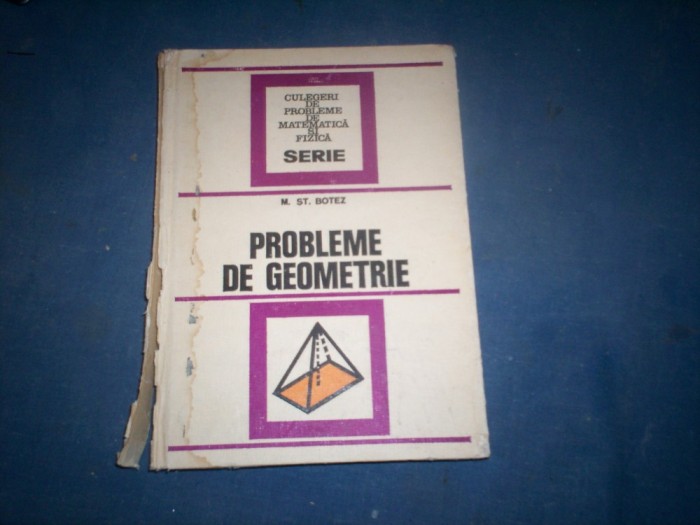 CULEGERI
DE
PROBLEME
DE
MATEMATICĂ
ȘI
FIZICĂ
SERIE
M. ST. BOTEZ
PROBLEME
DE GEOMETRIE